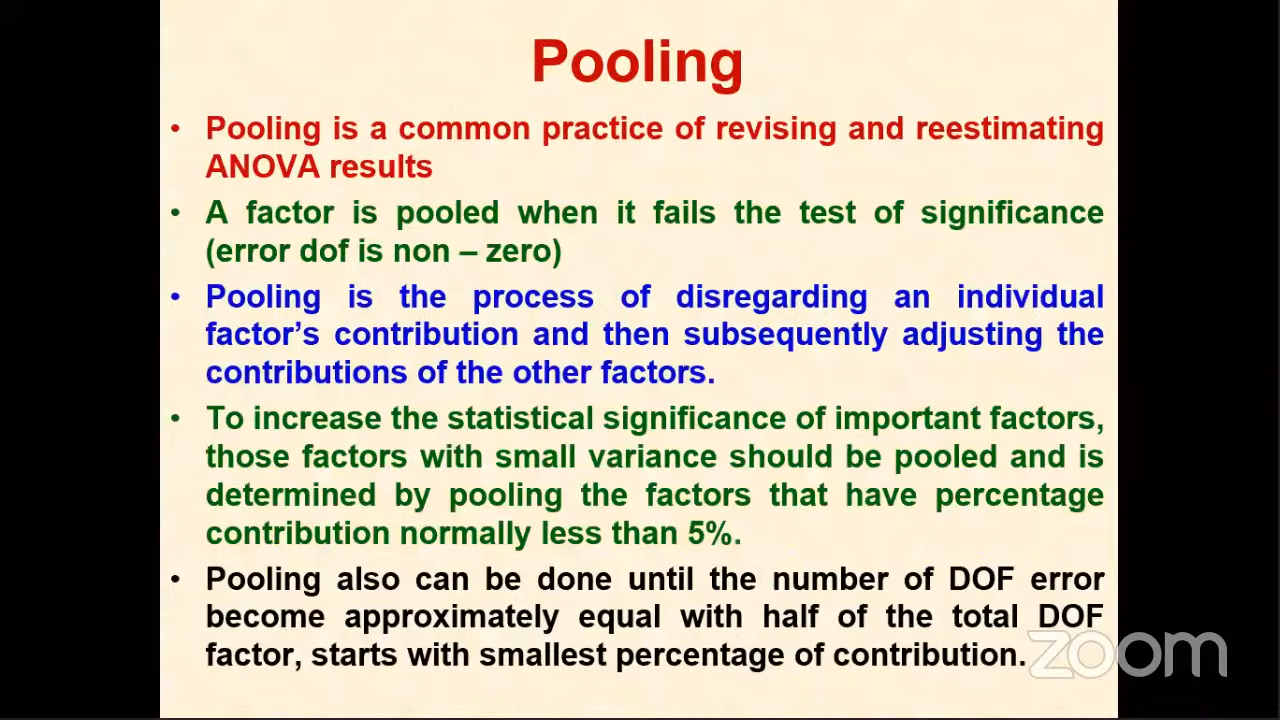 Pooling
• Pooling is a common practice of revising and reestimating
ANOVA results
• A factor is pooled when it fails the test of significance
(error dof is non – zero)
• Pooling is the process of disregarding an individual
factor’s contribution and then subsequently adjusting the
contributions of the other factors.
• To increase the statistical significance of important factors,
those factors with small variance should be pooled and is
determined by pooling the factors that have percentage
contribution normally less than 5%.
• Pooling also can be done until the number of DOF error
become approximately equal with half of the total DOF
factor, starts with smallest percentage of contribution.
zoom